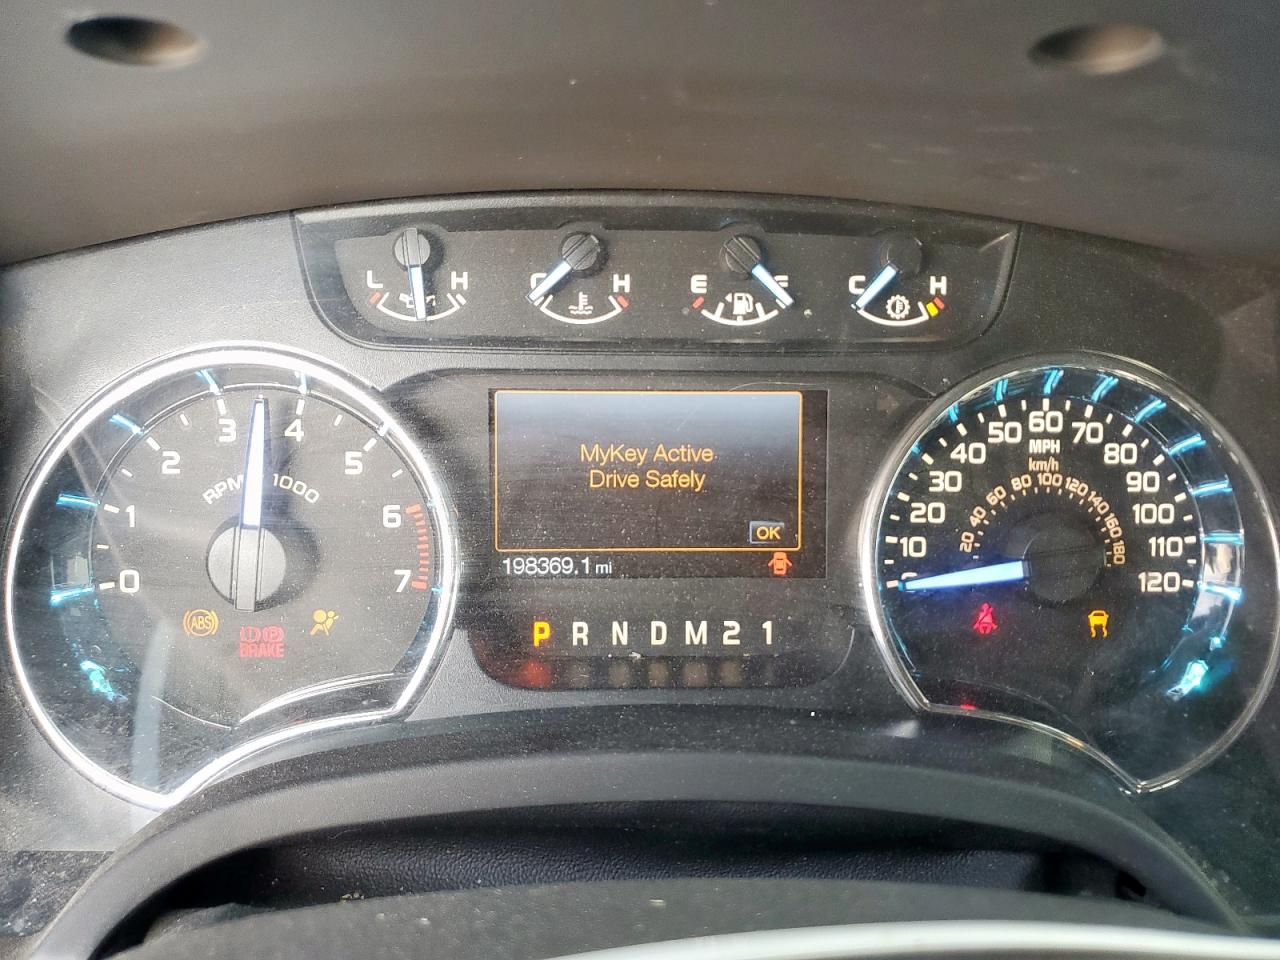 L H C H E F C H
0 1 2 3 4 5 6 7
RPM 1000
ABS
BRAKE
MyKey Active
Drive Safely
OK
198369.1 mi
P R N D M 2 1
0 10 20 30 40 50 60 70 80 90 100 110 120
MPH
km/h
20 40 60 80 100 120 140 160 180